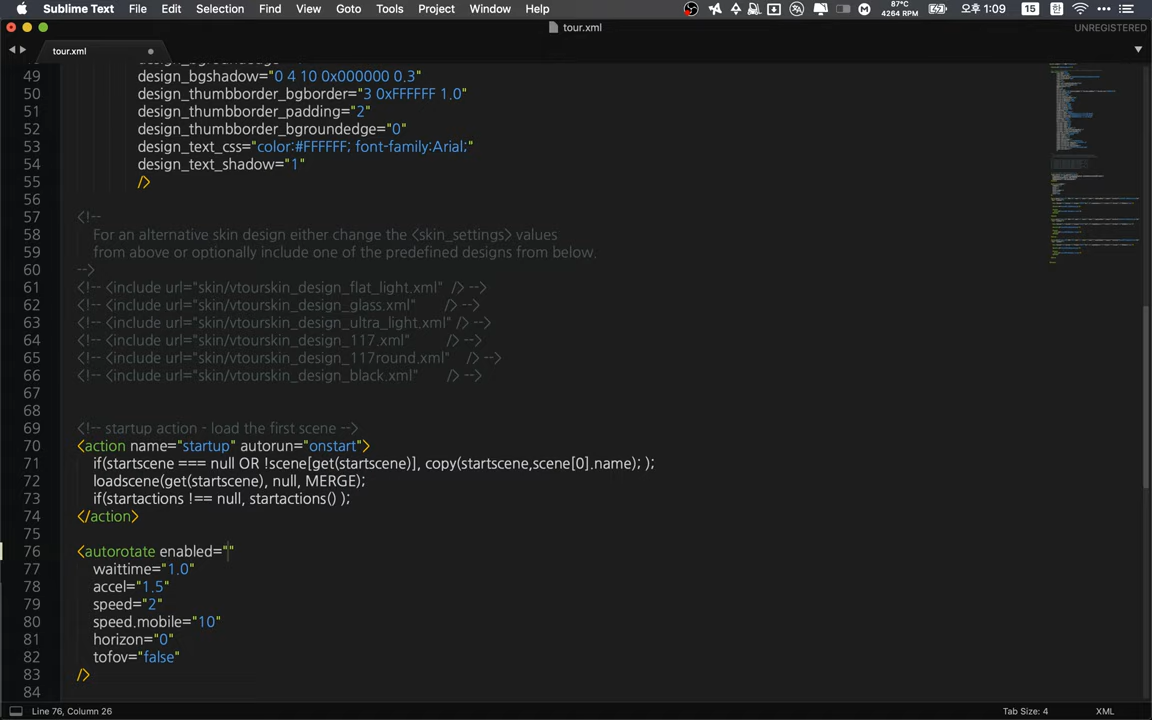 Sublime Text File Edit Selection Find View Goto Tools Project Window Help 87°C 4264 RPM 오후 1:09 15 한
tour.xml UNREGISTERED
tour.xml
49 design_bgshadow="0 4 10 0x000000 0.3"
50 design_thumbborder_bgborder="3 0xFFFFFF 1.0"
51 design_thumbborder_padding="2"
52 design_thumbborder_bgroundedge="0"
53 design_text_css="color:#FFFFFF; font-family:Arial;"
54 design_text_shadow="1"
55 />
56
57 <!--
58 For an alternative skin design either change the <skin_settings> values
59 from above or optionally include one of the predefined designs from below.
60 -->
61 <!-- <include url="skin/vtourskin_design_flat_light.xml" /> -->
62 <!-- <include url="skin/vtourskin_design_glass.xml" /> -->
63 <!-- <include url="skin/vtourskin_design_ultra_light.xml" /> -->
64 <!-- <include url="skin/vtourskin_design_117.xml" /> -->
65 <!-- <include url="skin/vtourskin_design_117round.xml" /> -->
66 <!-- <include url="skin/vtourskin_design_black.xml" /> -->
67
68
69 <!-- startup action - load the first scene -->
70 <action name="startup" autorun="onstart">
71 if(startscene === null OR !scene[get(startscene)], copy(startscene,scene[0].name); );
72 loadscene(get(startscene), null, MERGE);
73 if(startactions !== null, startactions() );
74 </action>
75
76 <autorotate enabled=""
77 waittime="1.0"
78 accel="1.5"
79 speed="2"
80 speed.mobile="10"
81 horizon="0"
82 tofov="false"
83 />
84
Line 76, Column 26 Tab Size: 4 XML